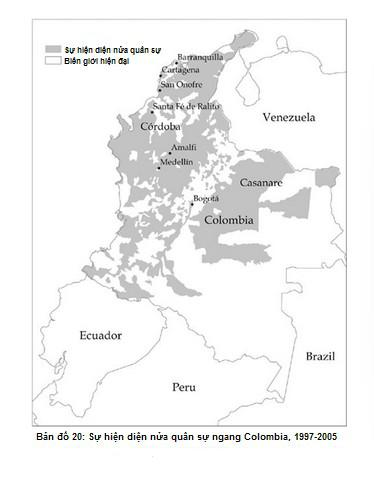 Sự hiện diện nửa quân sự
Biên giới hiện đại
Barranquilla
Cartagena
San Onofre
Santa Fé de Ralito
Venezuela
Córdoba
Amalfi
Medellín
Casanare
Bogotá
Colombia
Ecuador
Brazil
Peru
Bản đồ 20: Sự hiện diện nửa quân sự ngang Colombia, 1997-2005